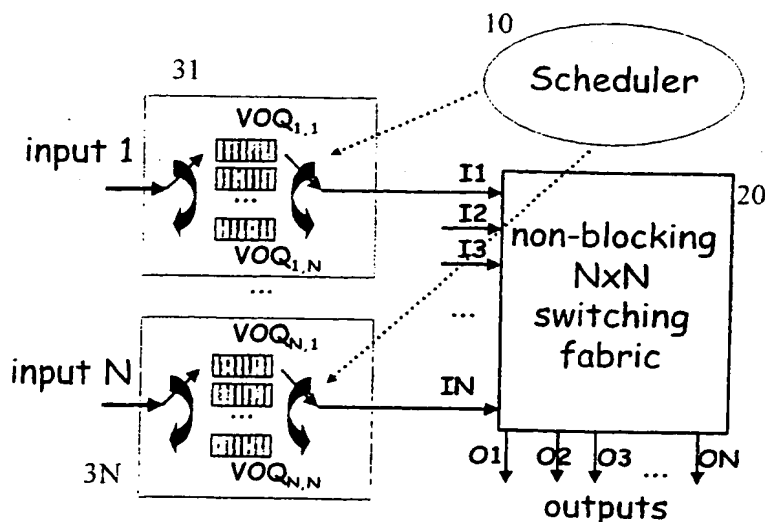 10
31
Scheduler
VOQ1,1
input 1
...
VOQ1,N
I1
I2
I3
20
non-blocking
NxN
switching
fabric
...
...
VOQN,1
input N
...
VOQN,N
3N
IN
O1 O2 O3 ... ON
outputs